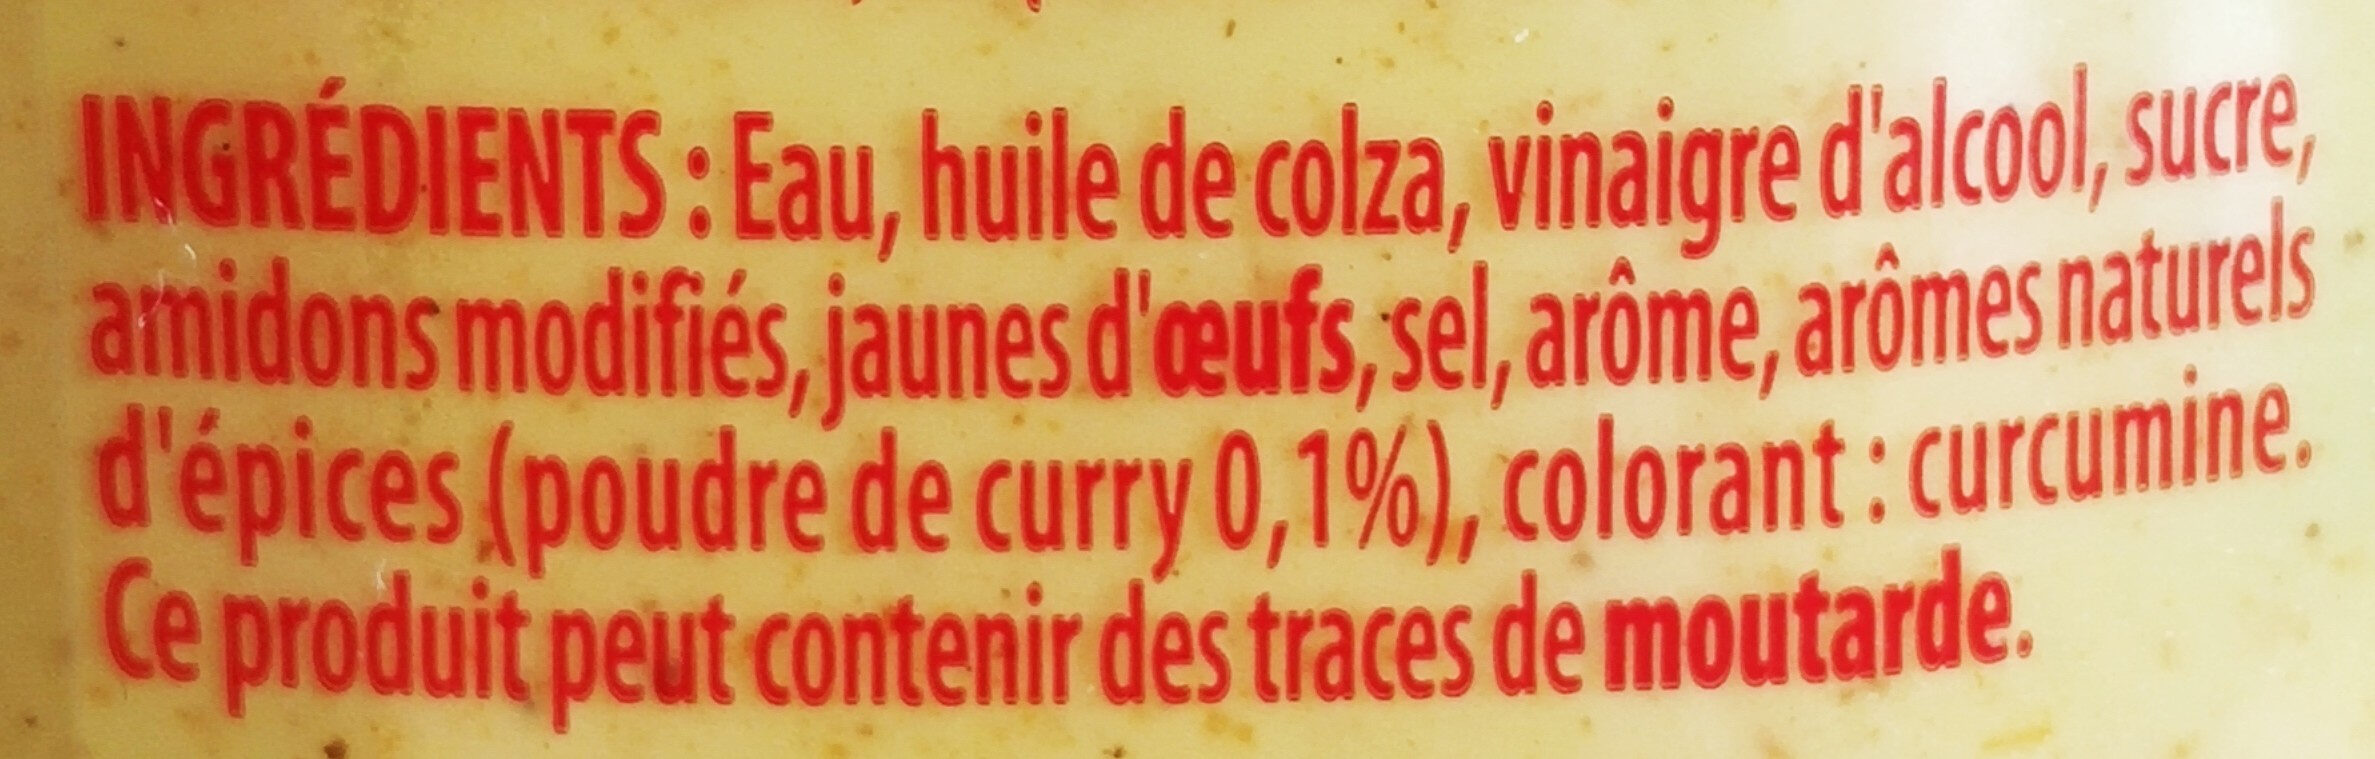 INGRÉDIENTS : Eau, huile de colza, vinaigre d'alcool, sucre,
amidons modifiés, jaunes d'œufs, sel, arôme, arômes naturels
d'épices (poudre de curry 0,1%), colorant : curcumine.
Ce produit peut contenir des traces de moutarde.